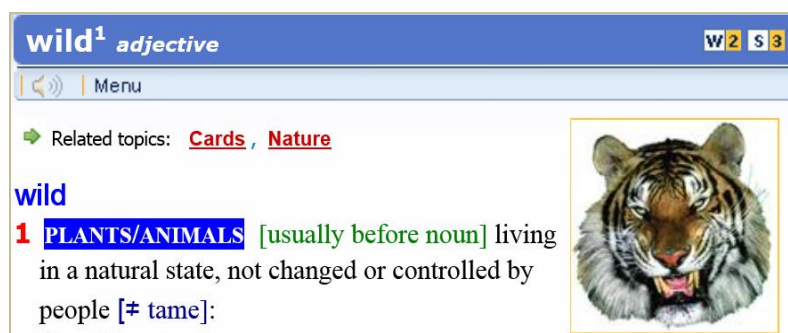 wild¹ adjective W2 S3
Menu
Related topics: Cards , Nature
wild
1 PLANTS/ANIMALS [usually before noun] living
in a natural state, not changed or controlled by
people [≠ tame]: